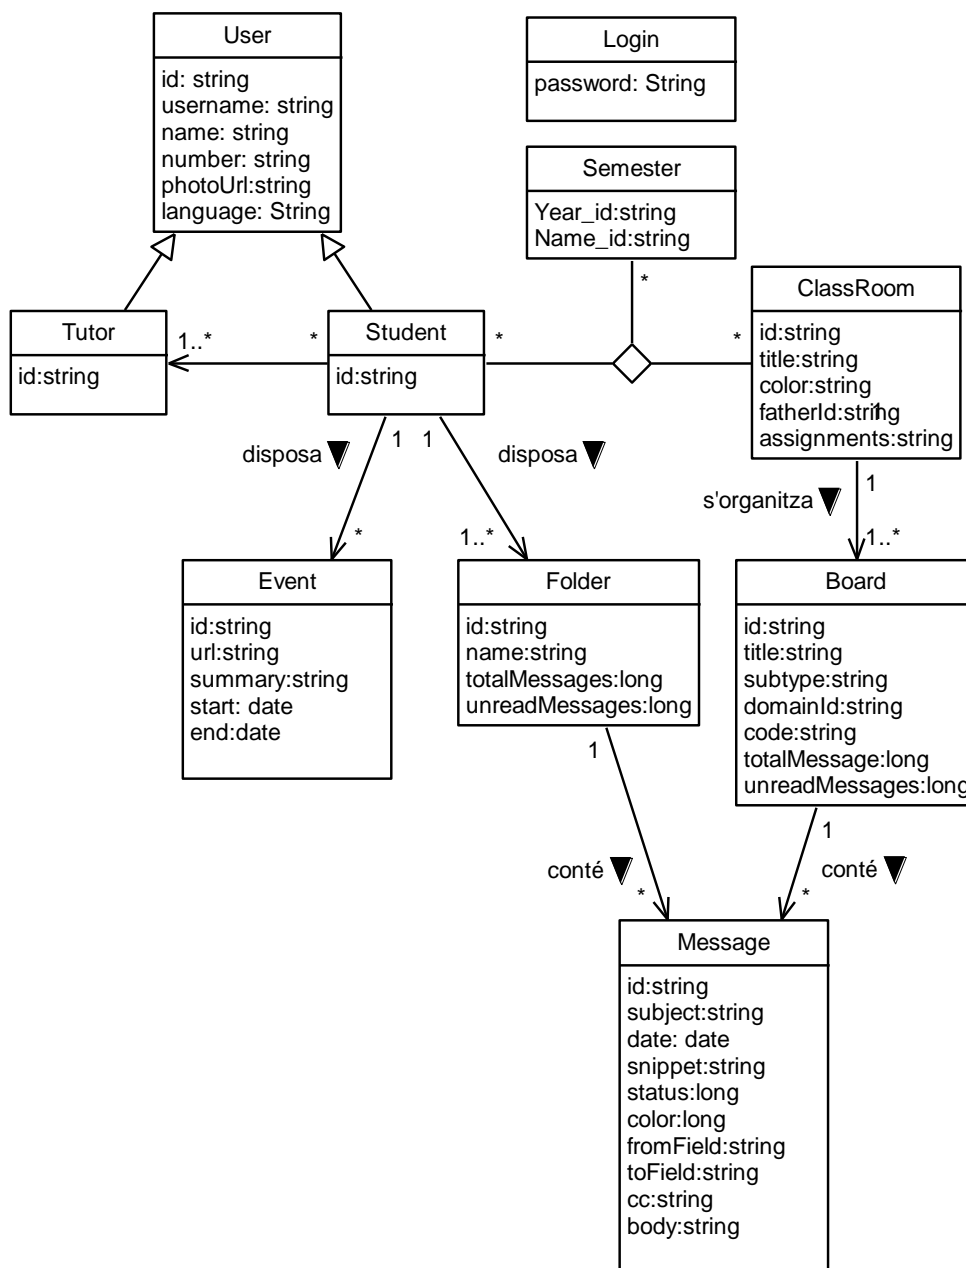 User
id: string
username: string
name: string
number: string
photoUrl:string
language: String
Login
password: String
Semester
Year_id:string
Name_id:string
ClassRoom
id:string
title:string
color:string
fatherId:string
1
assignments:string
Tutor
id:string
1..*
*
Student
id:string
*
*
*
disposa
1
1
disposa
s'organitza
1
*
1..*
1..*
Event
id:string
url:string
summary:string
start: date
end:date
Folder
id:string
name:string
totalMessages:long
unreadMessages:long
Board
id:string
title:string
subtype:string
domainId:string
code:string
totalMessage:long
unreadMessages:long
1
1
conté
conté
*
*
Message
id:string
subject:string
date: date
snippet:string
status:long
color:long
fromField:string
toField:string
cc:string
body:string